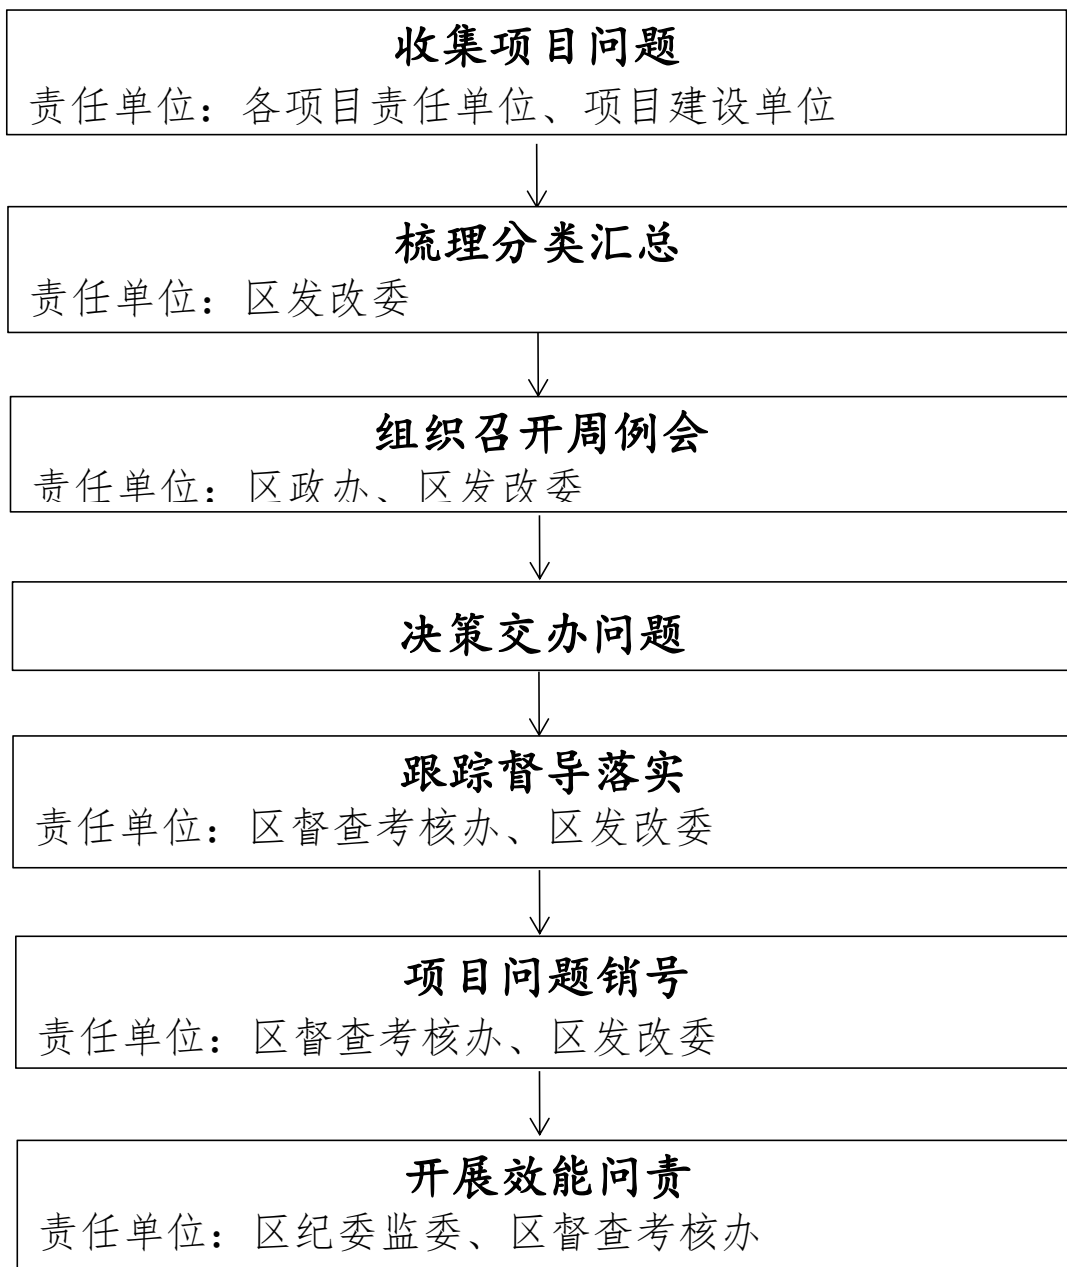 收集项目问题
责任单位：各项目责任单位、项目建设单位
梳理分类汇总
责任单位：区发改委
组织召开周例会
责任单位：区政办、区发改委
决策交办问题
跟踪督导落实
责任单位：区督查考核办、区发改委
项目问题销号
责任单位：区督查考核办、区发改委
开展效能问责
责任单位：区纪委监委、区督查考核办